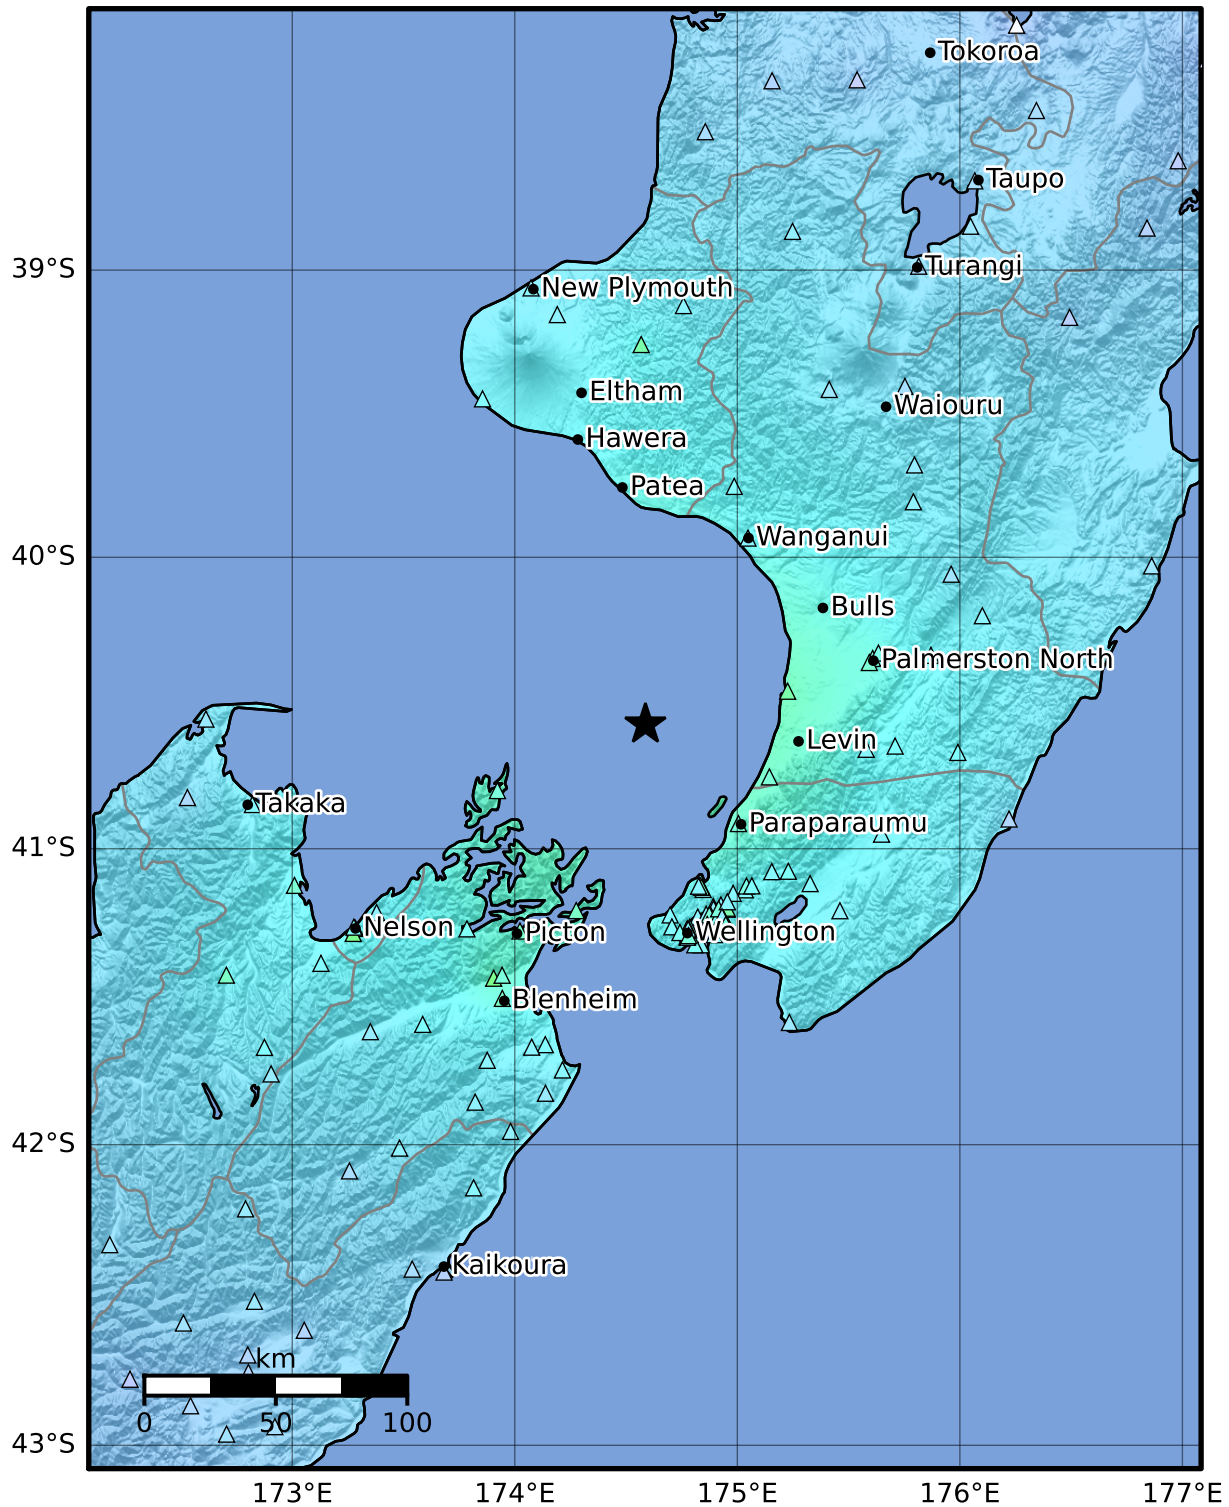 Tokoroa
Taupo
Turangi
39°S
New Plymouth
Eltham
Waiouru
Hawera
Patea
Wanganui
40°S
Bulls
Palmerston North
Levin
Takaka
Paraparaumu
41°S
Nelson
Picton
Wellington
Blenheim
42°S
Kaikoura
km
0 50 100
43°S
173°E 174°E 175°E 176°E 177°E